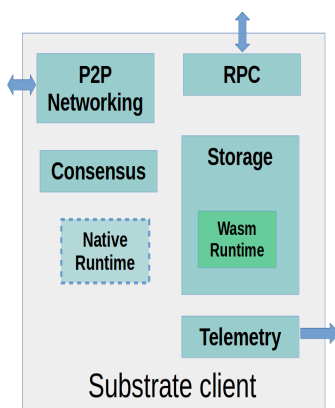 P2P
Networking
RPC
Consensus
Storage
Native
Runtime
Wasm
Runtime
Telemetry
Substrate client